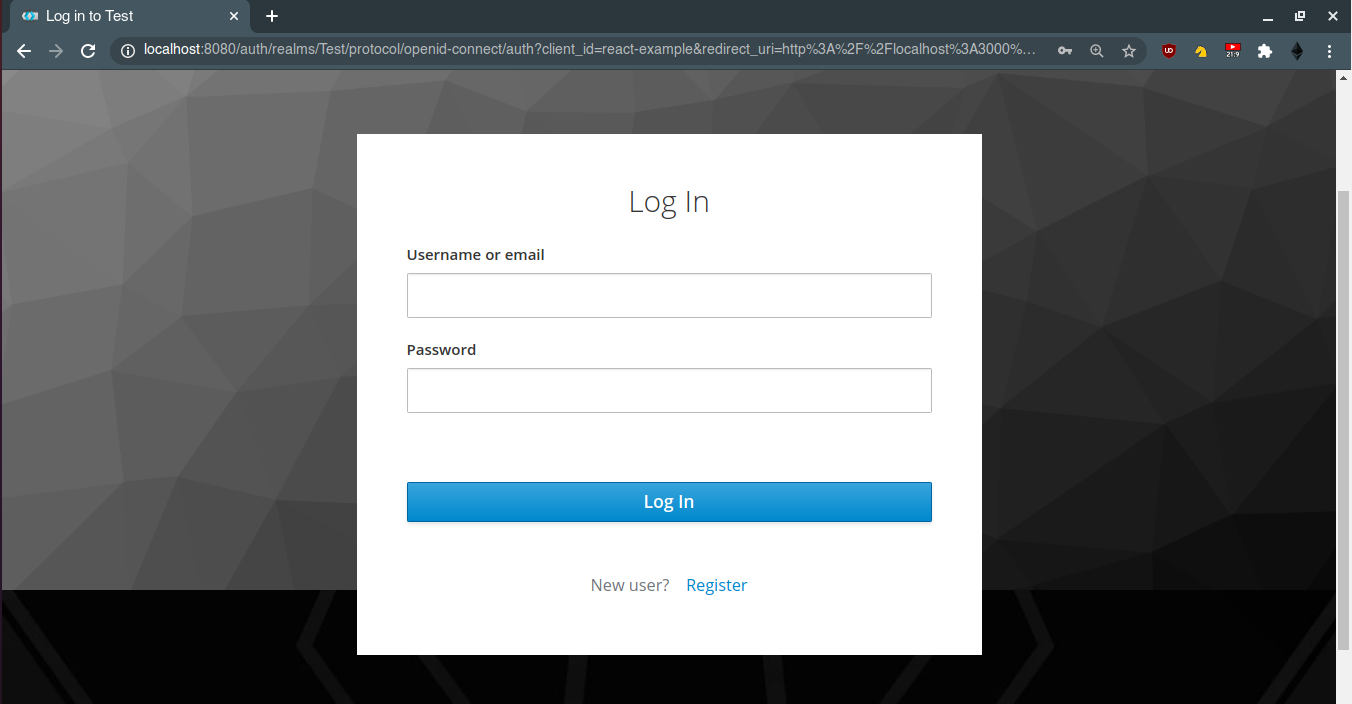 Log in to Test
localhost:8080/auth/realms/Test/protocol/openid-connect/auth?client_id=react-example&redirect_uri=http%3A%2F%2Flocalhost%3A3000%…
21:9
Log In
Username or email
Password
Log In
New user? Register